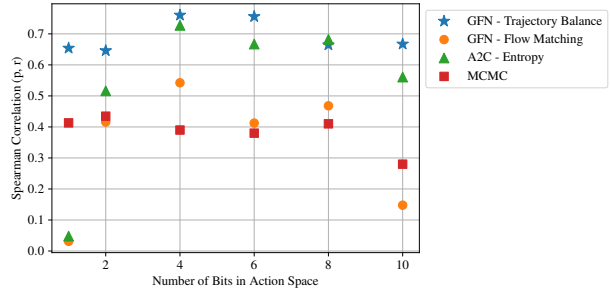 GFN - Trajectory Balance
GFN - Flow Matching
A2C - Entropy
MCMC
Spearman Correlation (p, r)
0.7
0.6
0.5
0.4
0.3
0.2
0.1
0.0
2
4
6
8
10
Number of Bits in Action Space